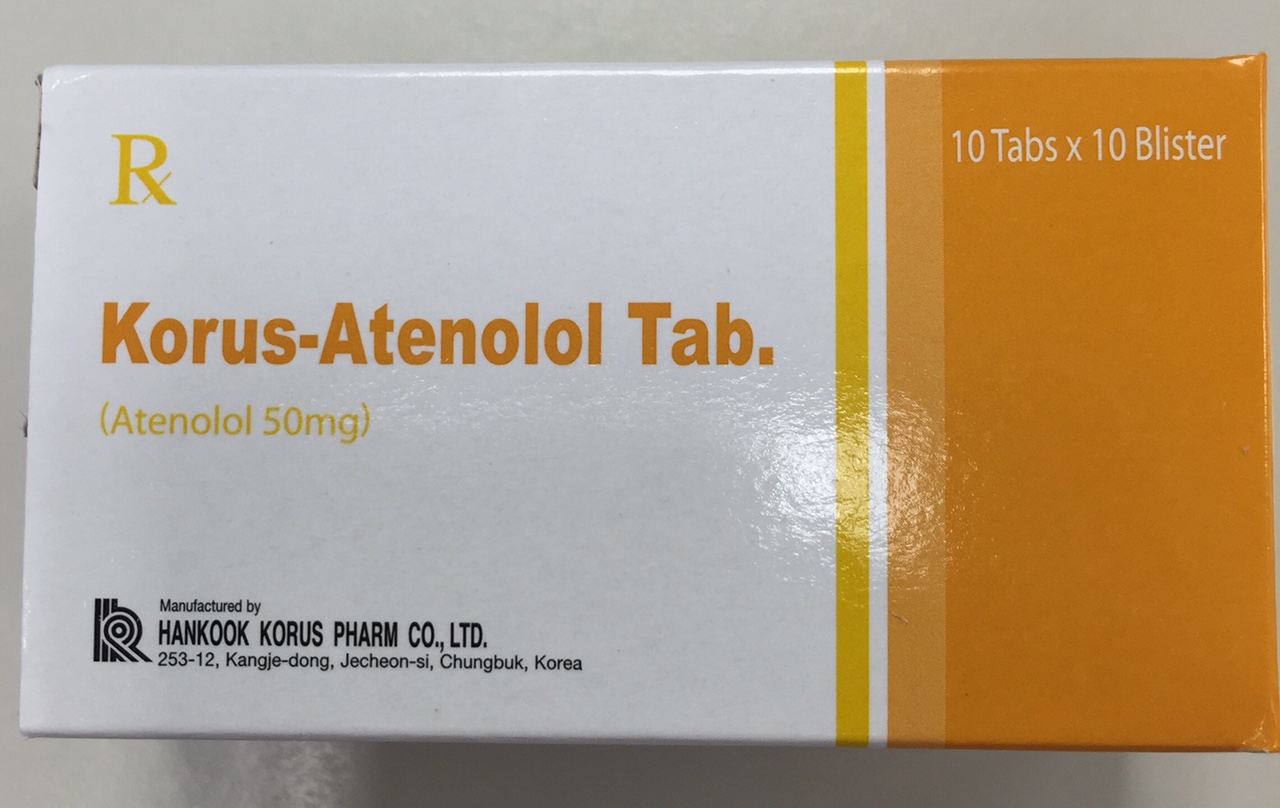 Rx
10 Tabs x 10 Blister
Korus-Atenolol Tab.
(Atenolol 50mg)
Manufactured by
HANKOOK KORUS PHARM CO., LTD.
253-12, Kangje-dong, Jecheon-si, Chungbuk, Korea